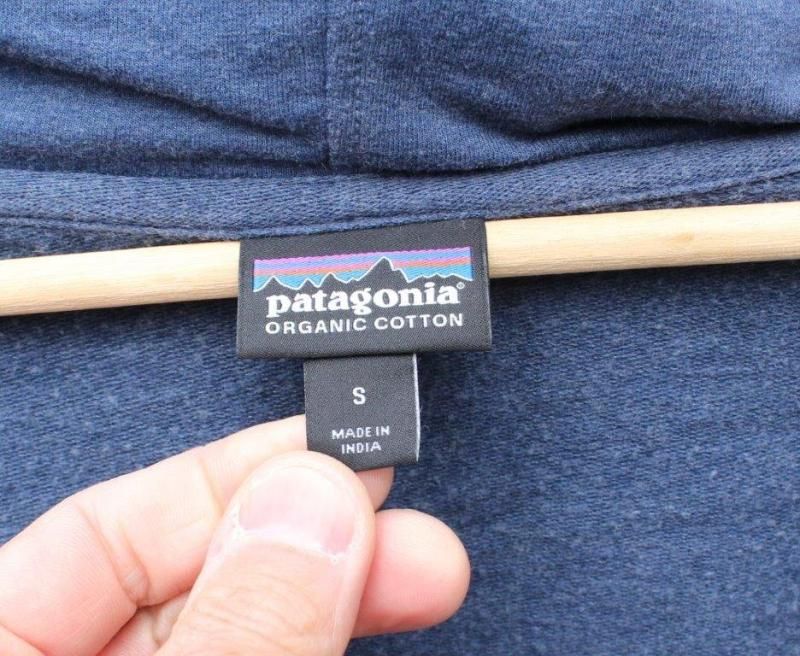 patagonia®
ORGANIC COTTON
S
MADE IN
INDIA